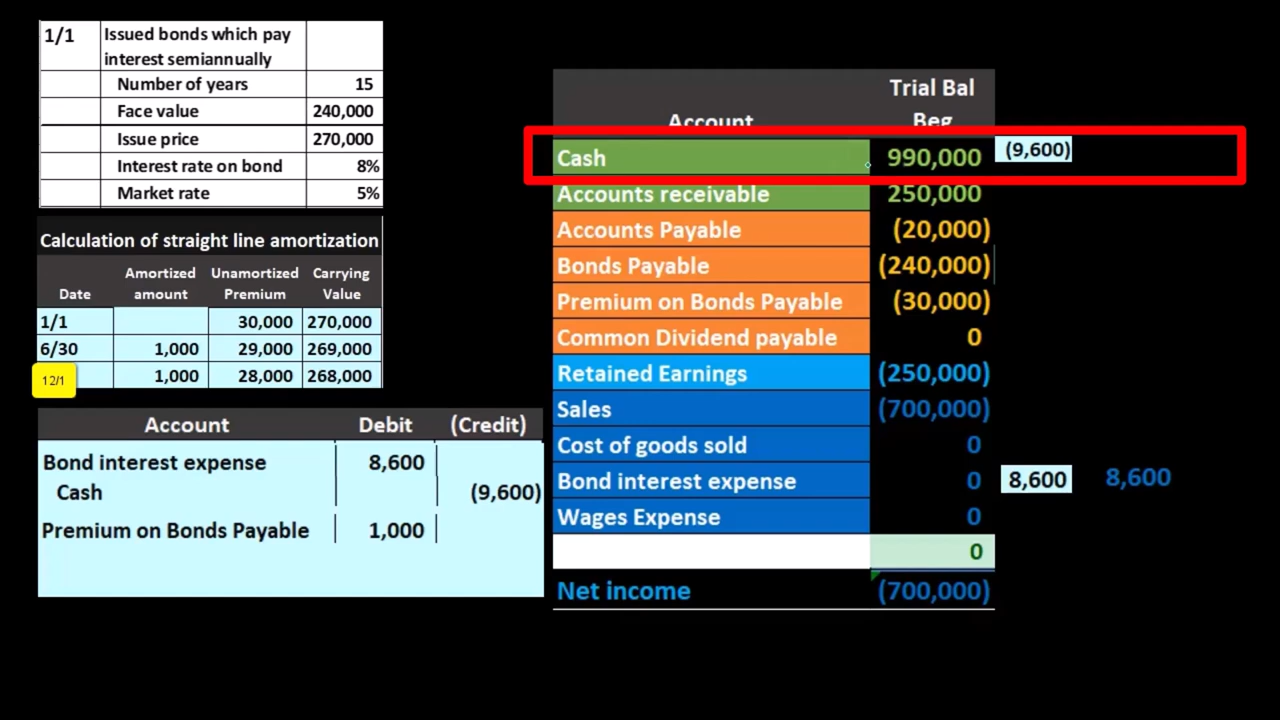 1/1 Issued bonds which pay
interest semiannually
Number of years 15
Face value 240,000
Issue price 270,000
Interest rate on bond 8%
Market rate 5%
Calculation of straight line amortization
Amortized Unamortized Carrying
Date amount Premium Value
1/1 30,000 270,000
6/30 1,000 29,000 269,000
12/1 1,000 28,000 268,000
Account Debit (Credit)
Bond interest expense 8,600
Cash (9,600)
Premium on Bonds Payable 1,000
Trial Bal
Account Beg
Cash 990,000 (9,600)
Accounts receivable 250,000
Accounts Payable (20,000)
Bonds Payable (240,000)
Premium on Bonds Payable (30,000)
Common Dividend payable 0
Retained Earnings (250,000)
Sales (700,000)
Cost of goods sold 0
Bond interest expense 0 8,600 8,600
Wages Expense 0
0
Net income (700,000)